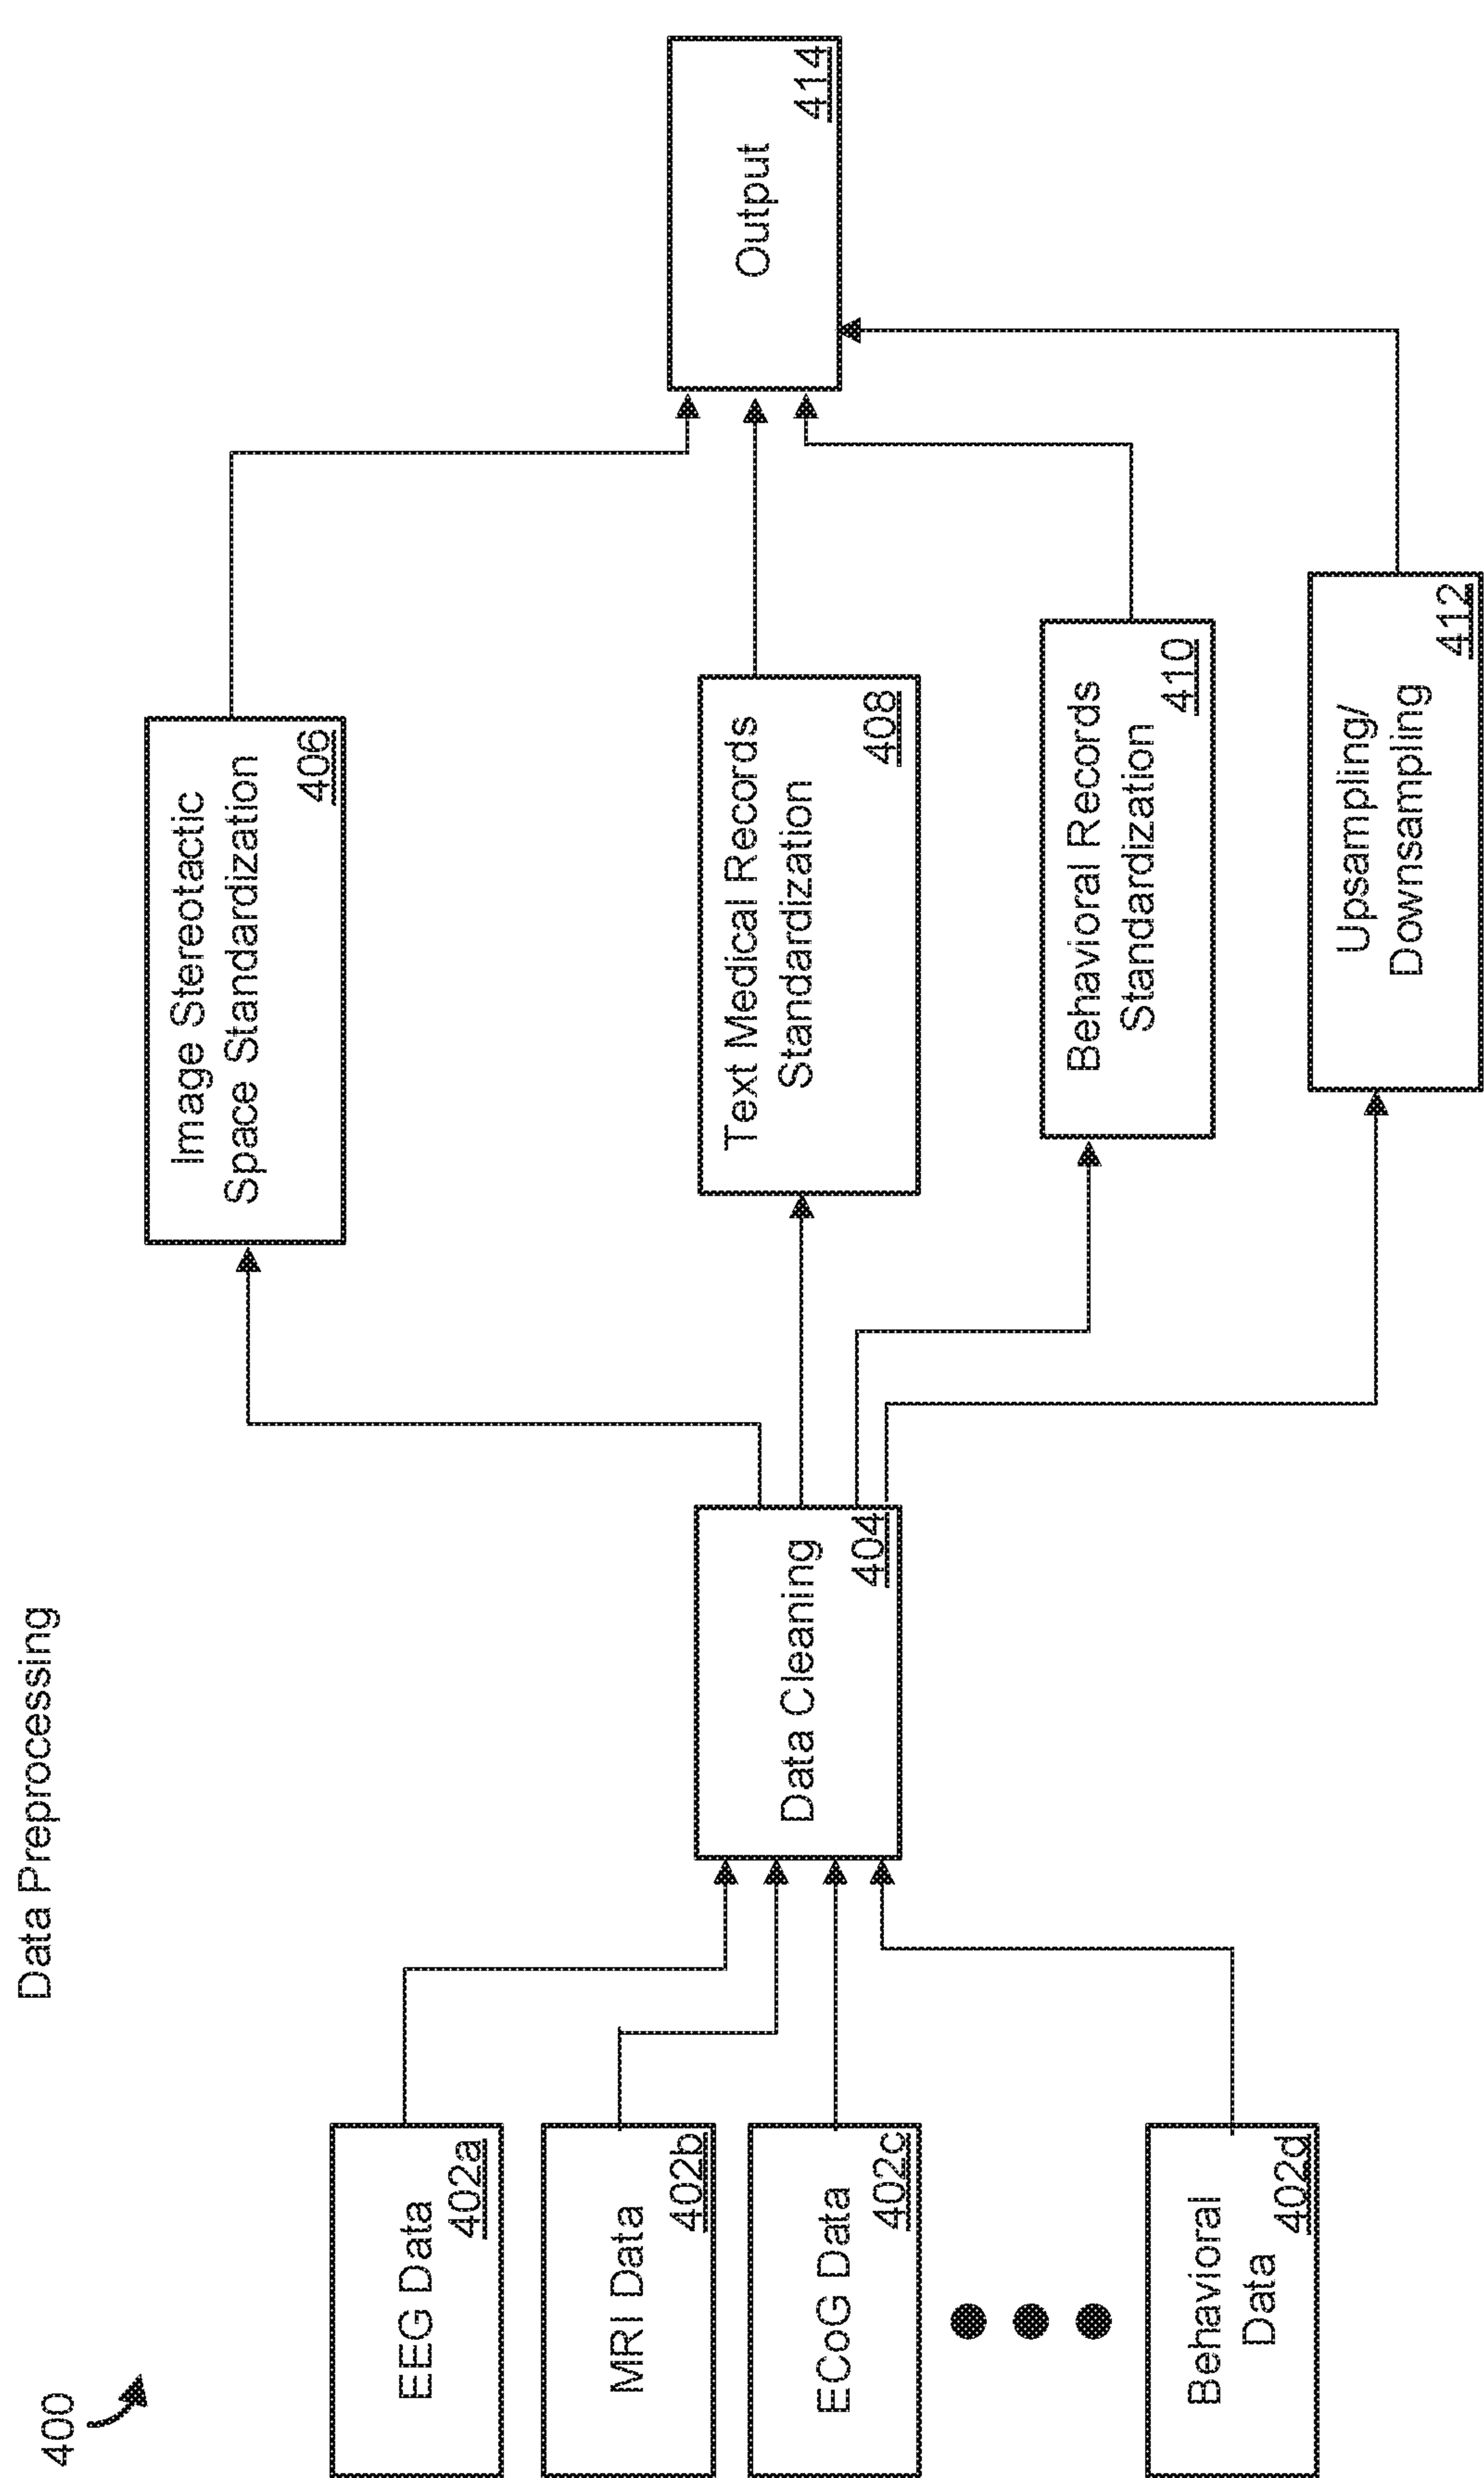 Data Preprocessing
400
EEG Data
402a
MRI Data
402b
ECoG Data
402c
Behavioral
Data
402d
Data Cleaning
404
Image Stereotactic
Space Standardization
406
Text Medical Records
Standardization
408
Behavioral Records
Standardization
410
Upsampling/
Downsampling
412
Output
414